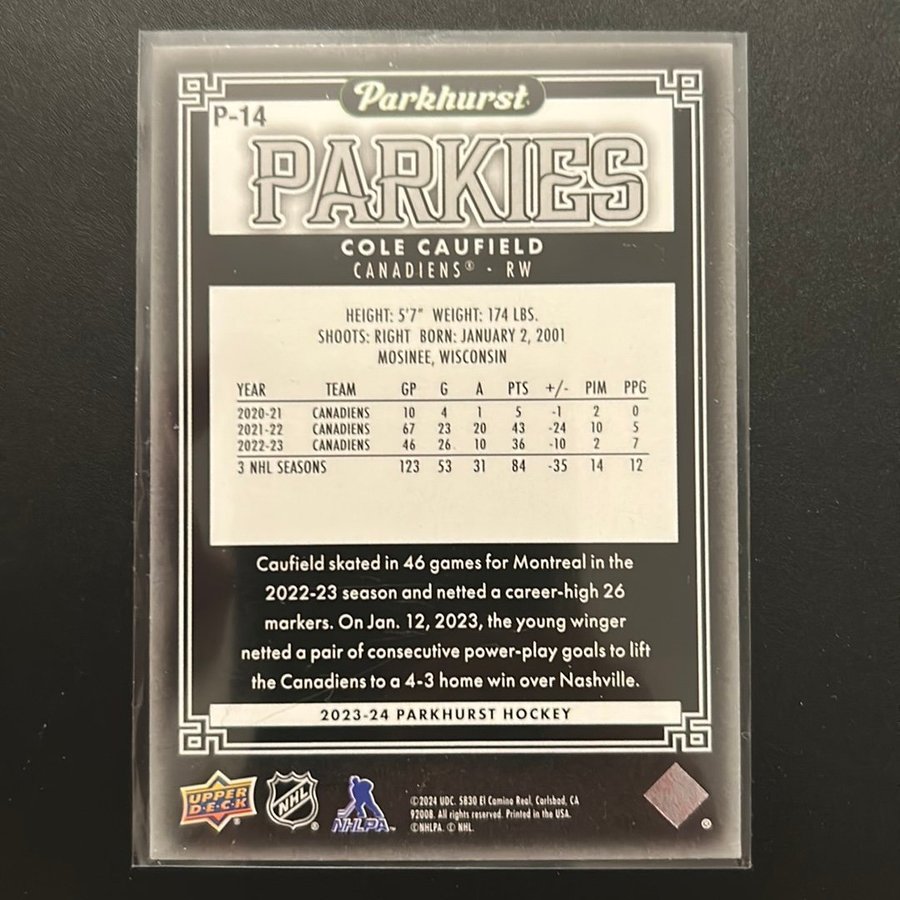 Parkhurst
P-14
PARKIES
COLE CAUFIELD
CANADIENS® · RW
HEIGHT: 5'7" WEIGHT: 174 LBS.
SHOOTS: RIGHT BORN: JANUARY 2, 2001
MOSINEE, WISCONSIN
YEAR TEAM GP G A PTS +/- PIM PPG
2020-21 CANADIENS 10 4 1 5 -1 2 0
2021-22 CANADIENS 67 23 20 43 -24 10 5
2022-23 CANADIENS 46 26 10 36 -10 2 7
3 NHL SEASONS 123 53 31 84 -35 14 12
Caufield skated in 46 games for Montreal in the
2022-23 season and netted a career-high 26
markers. On Jan. 12, 2023, the young winger
netted a pair of consecutive power-play goals to lift
the Canadiens to a 4-3 home win over Nashville.
2023-24 PARKHURST HOCKEY
UPPER
D·E·C·K
®
NHL
®
NHLPA™
©2024 UDC. 5830 El Camino Real, Carlsbad, CA
92008. All rights reserved. Printed in the USA.
©NHLPA. © NHL.
®